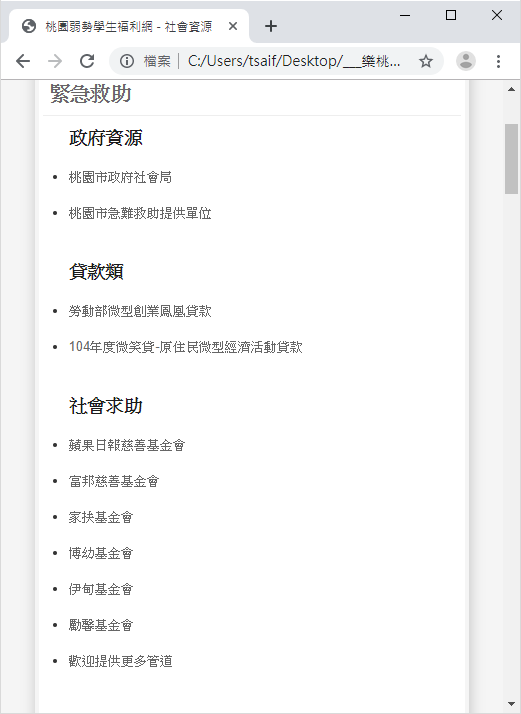 桃園弱勢學生福利網 - 社會資源
檔案 | C:/Users/tsaif/Desktop/___樂桃...
緊急救助
政府資源
桃園市政府社會局
桃園市急難救助提供單位
貸款類
勞動部微型創業鳳凰貸款
104年度微笑貸-原住民微型經濟活動貸款
社會求助
蘋果日報慈善基金會
富邦慈善基金會
家扶基金會
博幼基金會
伊甸基金會
勵馨基金會
歡迎提供更多管道